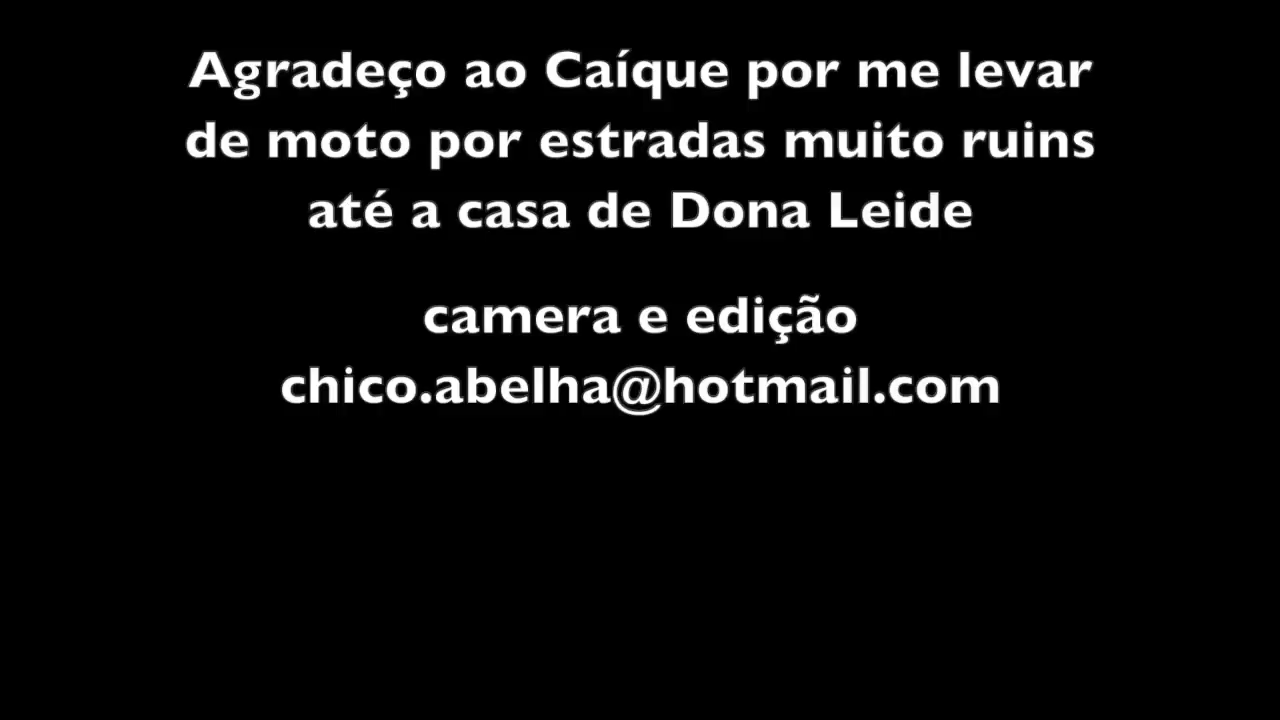 Agradeço ao Caíque por me levar
de moto por estradas muito ruins
até a casa de Dona Leide
camera e edição
chico.abelha@hotmail.com